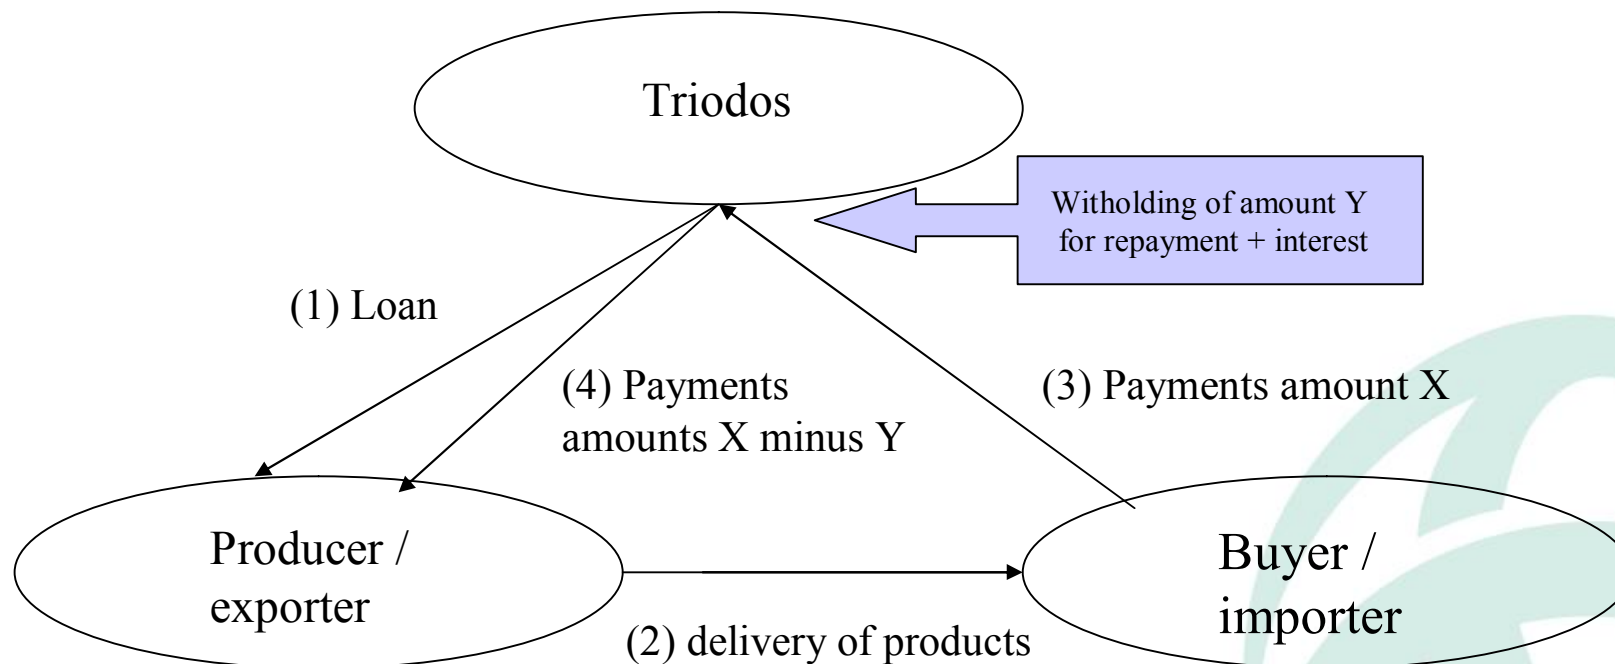 Triodos
Witholding of amount Y
for repayment + interest
(1) Loan
(4) Payments
amounts X minus Y
(3) Payments amount X
Producer /
exporter
Buyer /
importer
(2) delivery of products